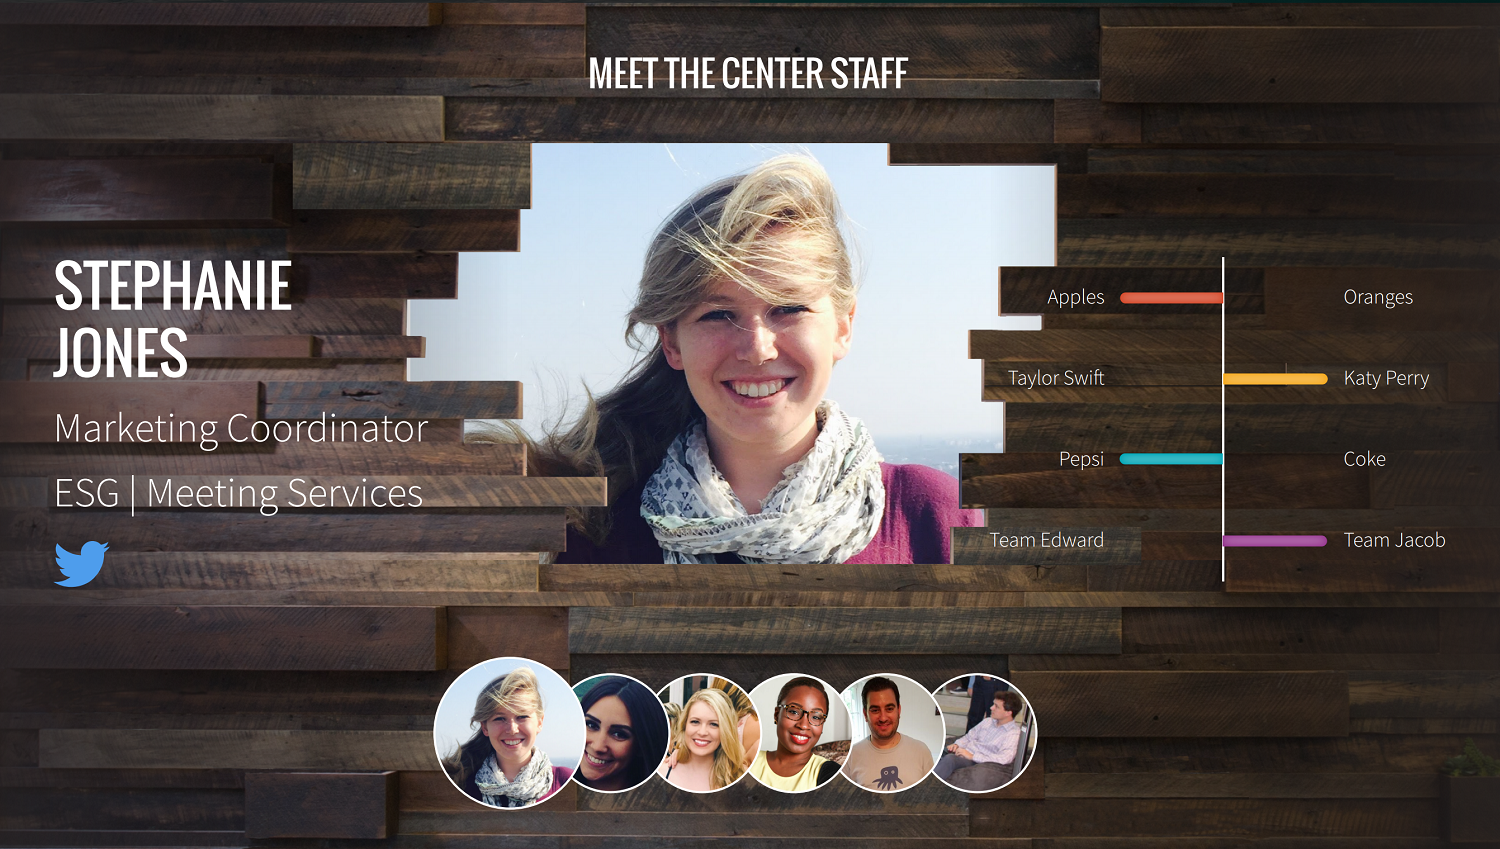 MEET THE CENTER STAFF
STEPHANIE
JONES
Marketing Coordinator
ESG | Meeting Services
Apples Oranges
Taylor Swift Katy Perry
Pepsi Coke
Team Edward Team Jacob